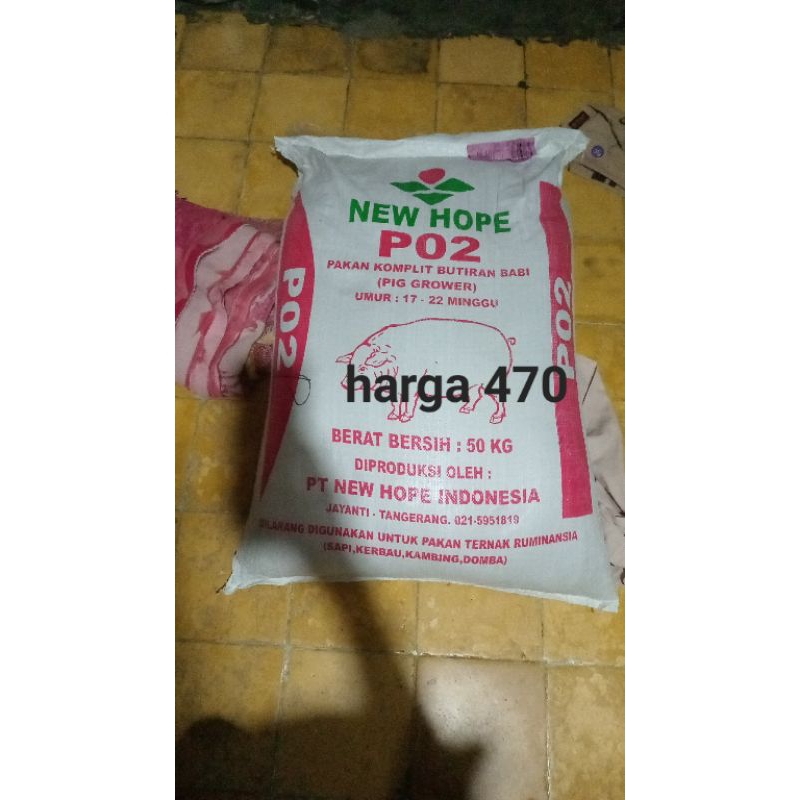 NEW HOPE
P02
PAKAN KOMPLIT BUTIRAN BABI
(PIG GROWER)
UMUR : 17 - 22 MINGGU
P02
P02
harga 470
BERAT BERSIH : 50 KG
DIPRODUKSI OLEH :
PT NEW HOPE INDONESIA
JAYANTI - TANGERANG. 021-5951819
DILARANG DIGUNAKAN UNTUK PAKAN TERNAK RUMINANSIA
(SAPI,KERBAU,KAMBING,DOMBA)